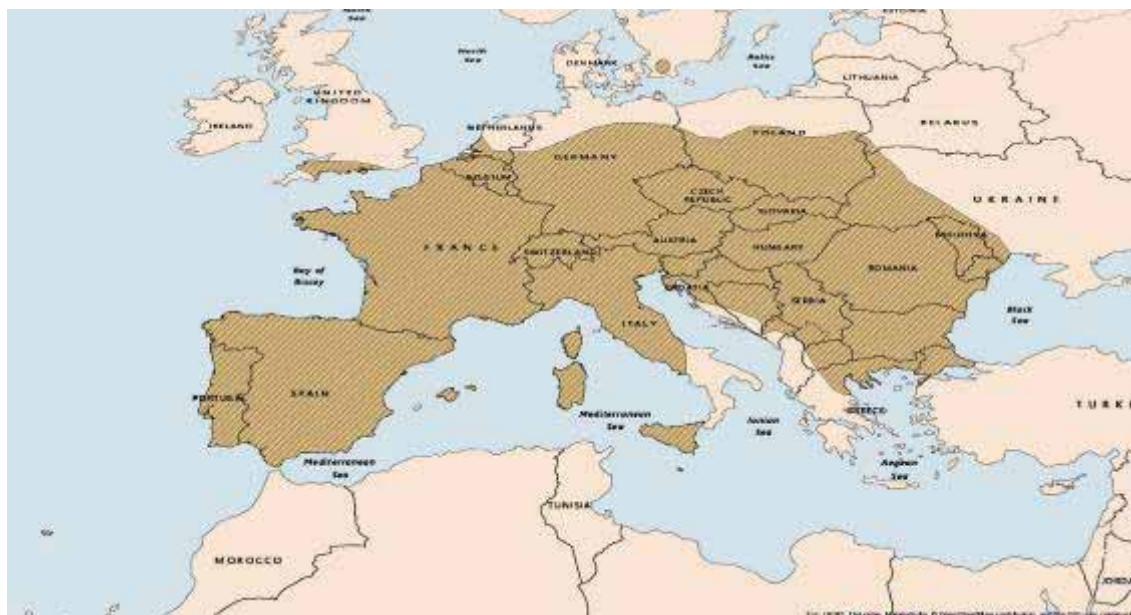 North
Sea
DENMARK
Baltic
Sea
LITHUANIA
UNITED
KINGDOM
IRELAND
NETHERLANDS
BELARUS
POLAND
GERMANY
BELGIUM
CZECH
REPUBLIC
UKRAINE
SLOVAKIA
MOLDOVA
AUSTRIA
FRANCE
SWITZERLAND
HUNGARY
ROMANIA
Bay of
Biscay
CROATIA
SERBIA
Black
Sea
ITALY
PORTUGAL
SPAIN
TURK
GREECE
Mediterranean
Sea
Ionian
Sea
Mediterranean
Sea
Aegean
Sea
TUNISIA
MOROCCO
JORDA